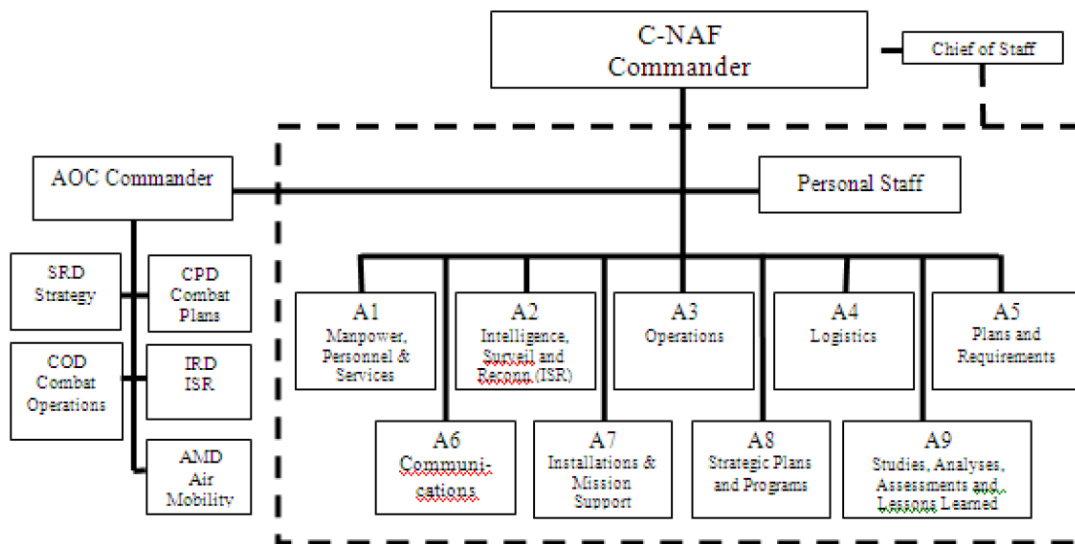 C-NAF
Commander
Chief of Staff
AOC Commander
Personal Staff
SRD
Strategy
CPD
Combat
Plans
COD
Combat
Operations
IRD
ISR
AMD
Air
Mobility
A1
Manpower,
Personnel &
Services
A2
Intelligence,
Surveil and
Reconn (ISR)
A3
Operations
A4
Logistics
A5
Plans and
Requirements
A6
Communi-
cations
A7
Installations &
Mission
Support
A8
Strategic Plans
and Programs
A9
Studies, Analyses,
Assessments and
Lessons Learned